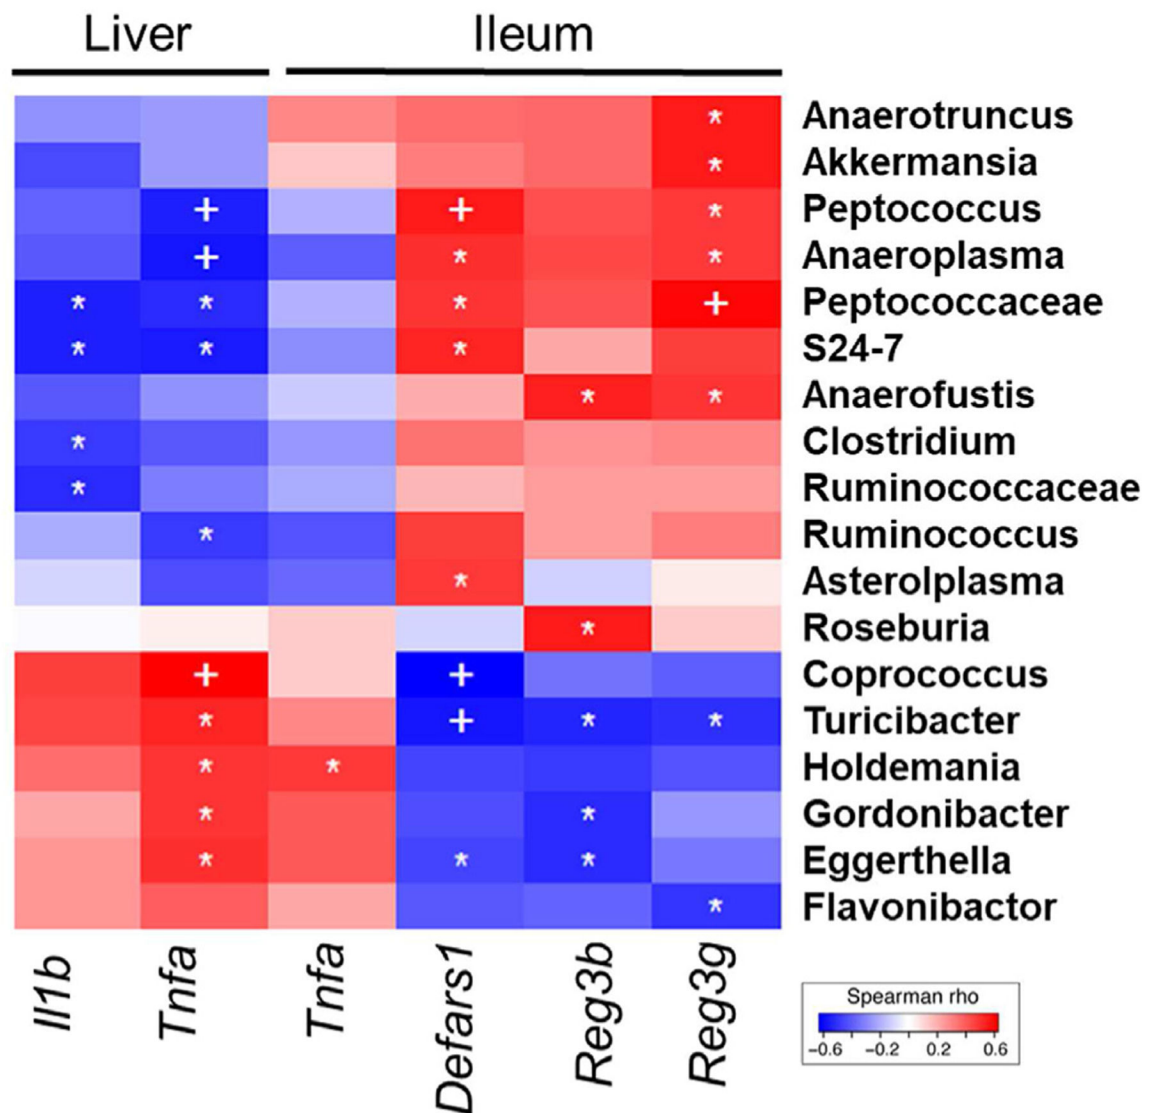 Liver Ileum
* Anaerotruncus
* Akkermansia
+ + * Peptococcus
+ * * Anaeroplasma
* * * + Peptococcaceae
* * * S24-7
* * Anaerofustis
* Clostridium
* Ruminococcaceae
* Ruminococcus
* Asterolplasma
* Roseburia
+ + Coprococcus
* + * * Turicibacter
* * Holdemania
* * Gordonibacter
* * * Eggerthella
* Flavonibactor
Il1b Tnfa Tnfa Defars1 Reg3b Reg3g
Spearman rho
−0.6 −0.2 0.2 0.6